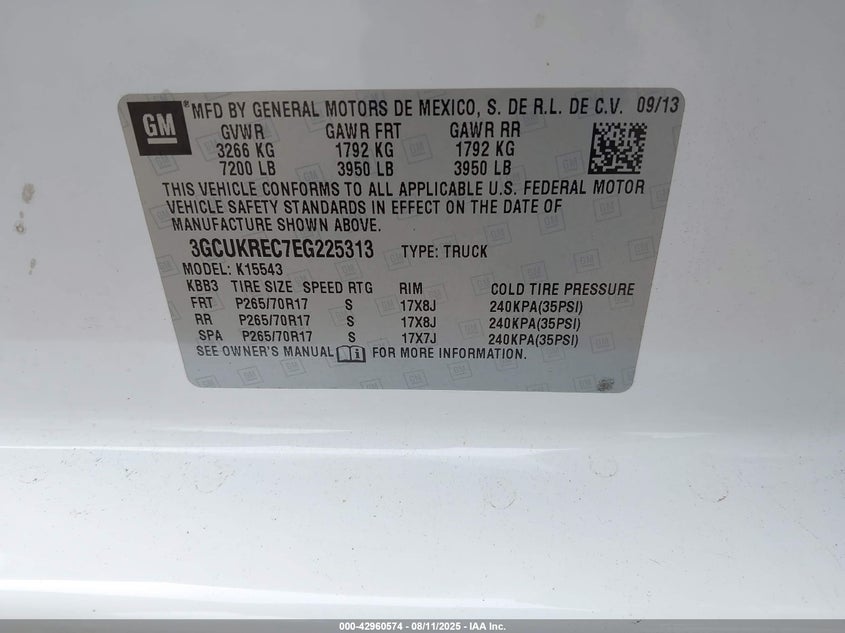 GM
® MFD BY GENERAL MOTORS DE MEXICO, S. DE R.L. DE C.V. 09/13
GVWR GAWR FRT GAWR RR
3266 KG 1792 KG 1792 KG
7200 LB 3950 LB 3950 LB
THIS VEHICLE CONFORMS TO ALL APPLICABLE U.S. FEDERAL MOTOR
VEHICLE SAFETY STANDARDS IN EFFECT ON THE DATE OF
MANUFACTURE SHOWN ABOVE.
3GCUKREC7EG225313 TYPE: TRUCK
MODEL: K15543
KBB3 TIRE SIZE SPEED RTG RIM COLD TIRE PRESSURE
FRT P265/70R17 S 17X8J 240KPA(35PSI)
RR P265/70R17 S 17X8J 240KPA(35PSI)
SPA P265/70R17 S 17X7J 240KPA(35PSI)
SEE OWNER'S MANUAL i FOR MORE INFORMATION.
000-42960574 - 08/11/2025 - IAA Inc.